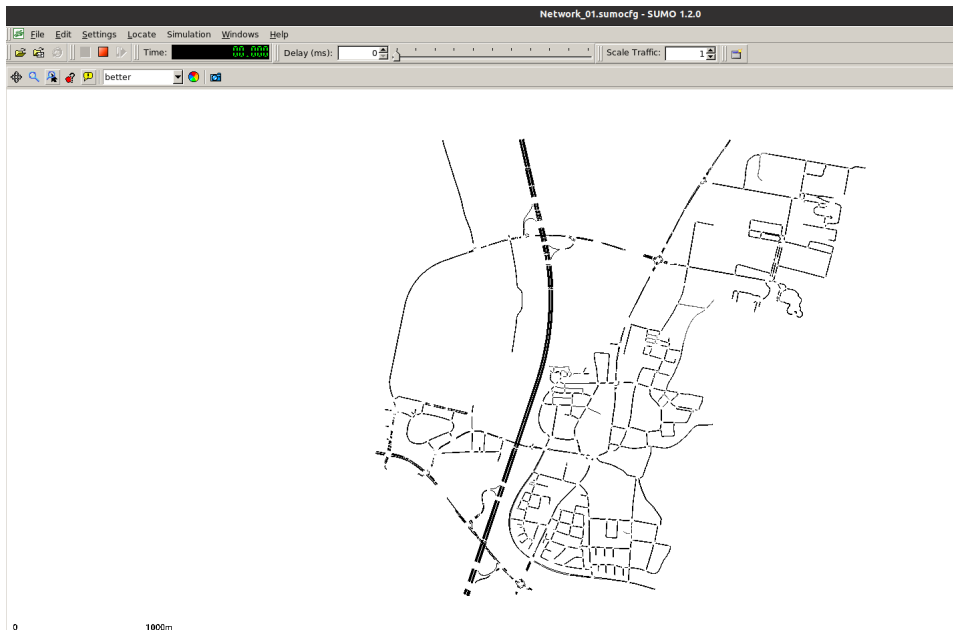 Network_01.sumocfg - SUMO 1.2.0
File Edit Settings Locate Simulation Windows Help
Time: 00.000 Delay (ms): 0 Scale Traffic: 1
better
0 1000m